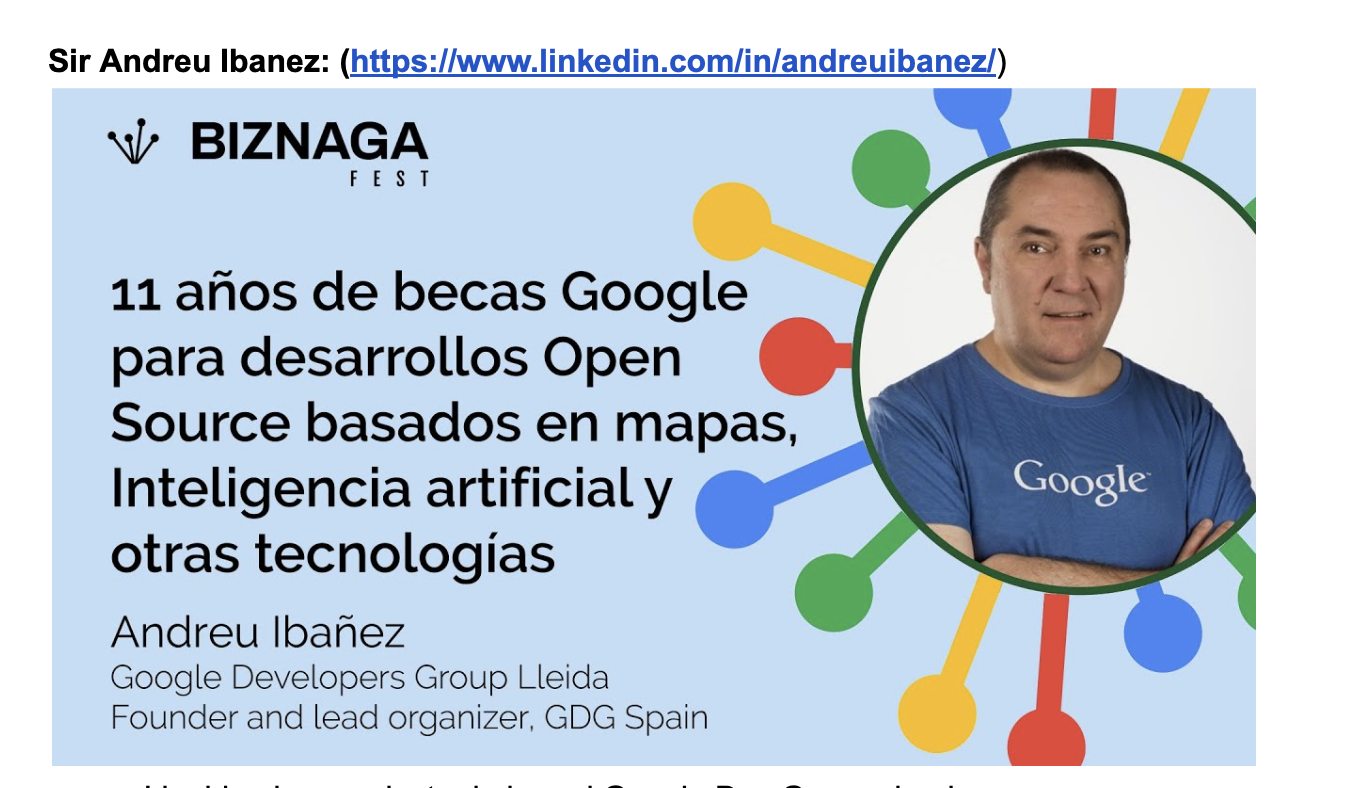 Sir Andreu Ibanez: (https://www.linkedin.com/in/andreuibanez/)
BIZNAGA
FEST
11 años de becas Google
para desarrollos Open
Source basados en mapas,
Inteligencia artificial y
otras tecnologías
Google
Andreu Ibañez
Google Developers Group Lleida
Founder and lead organizer, GDG Spain